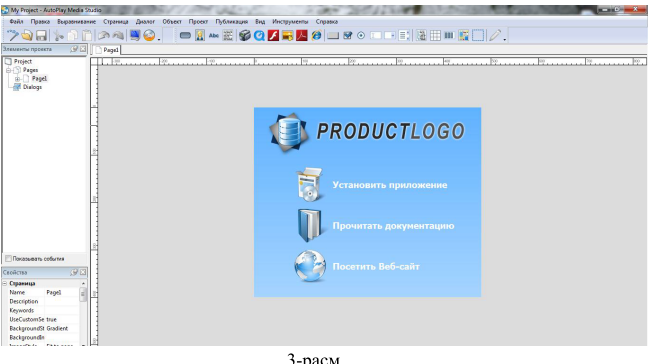 My Project - AutoPlay Media Studio
Файл Правка Выравнивание Страница Диалог Объект Проект Публикация Вид Инструменты Справка
Элементы проекта
Page1
Project
Pages
Page1
Dialogs
PRODUCTLOGO
Установить приложение
Прочитать документацию
Посетить Веб-сайт
Показывать события
Свойства
Страница
Name Page1
Description
Keywords
UseCustomSe true
BackgroundSt Gradient
BackgroundIm
3-расм